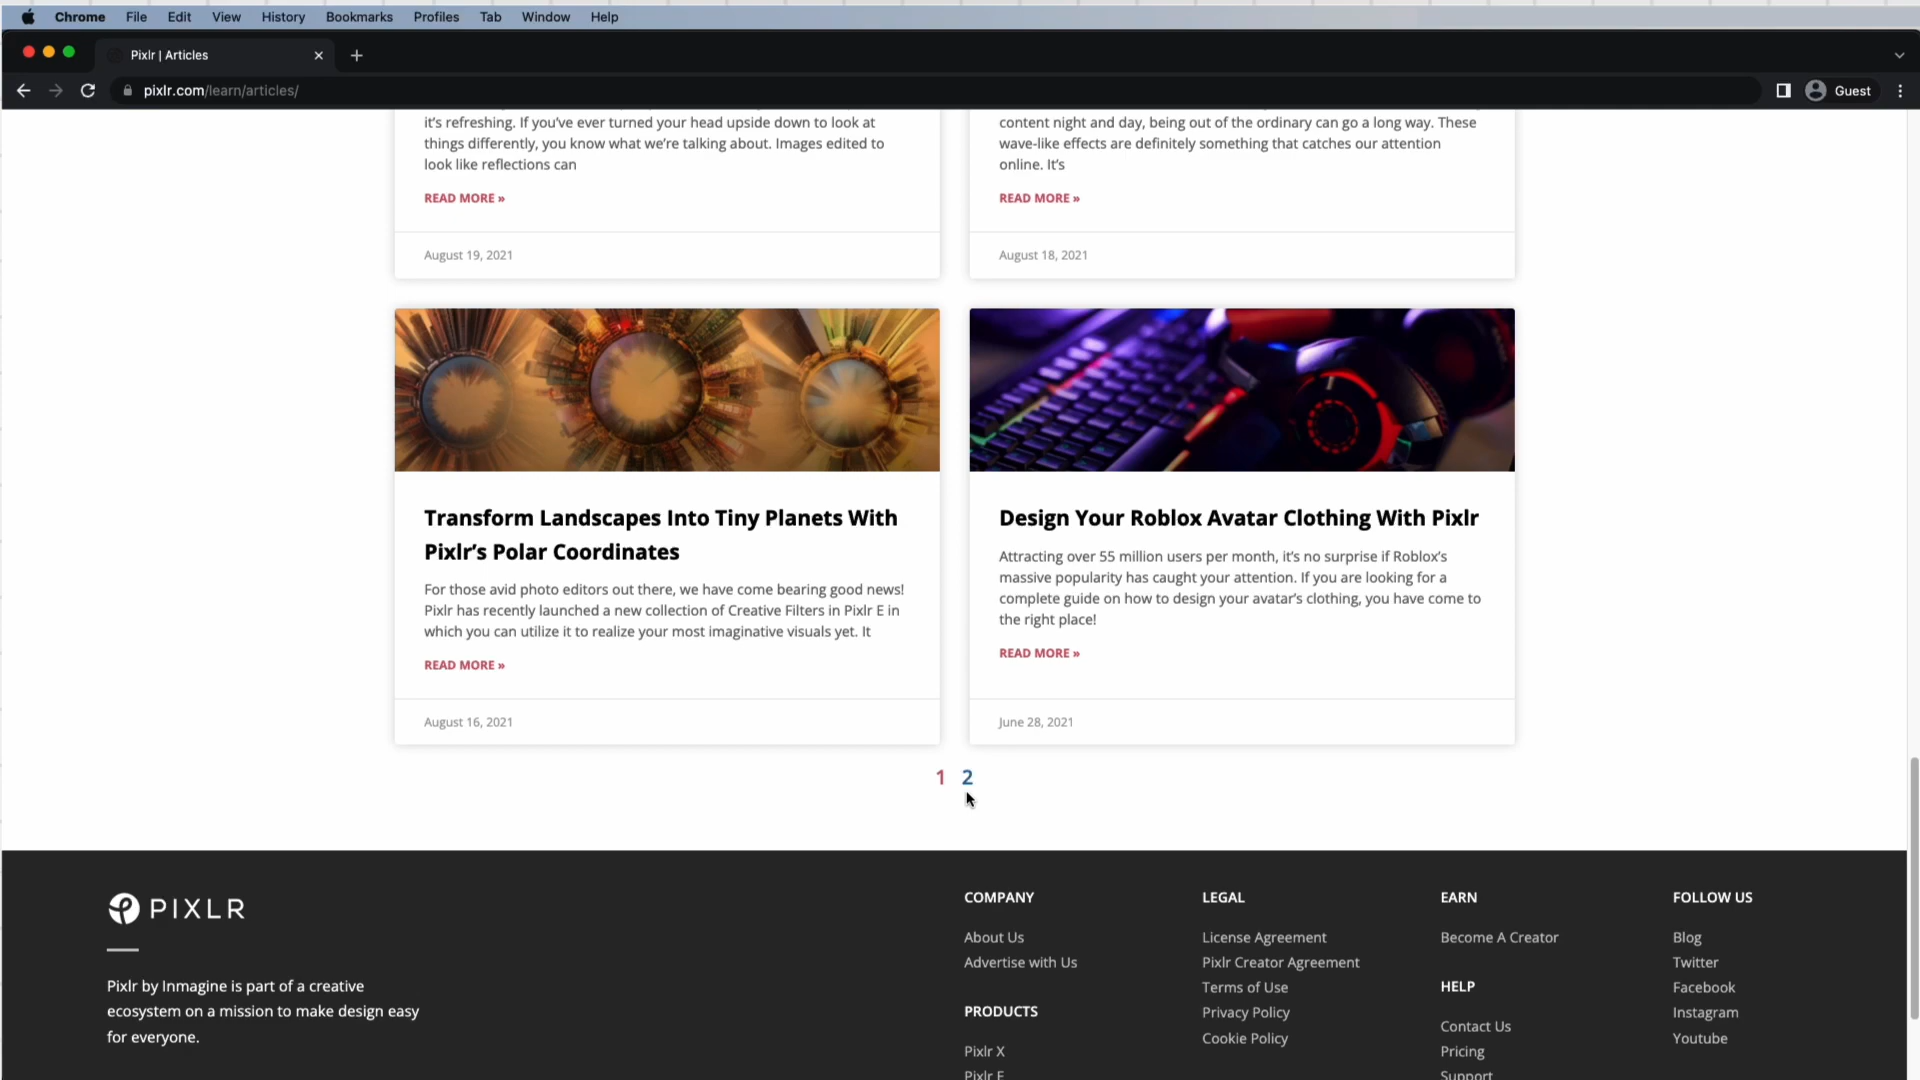 Chrome File Edit View History Bookmarks Profiles Tab Window Help
Pixlr | Articles
pixlr.com/learn/articles/
Guest
it's refreshing. If you've ever turned your head upside down to look at
things differently, you know what we're talking about. Images edited to
look like reflections can
READ MORE »
August 19, 2021
content night and day, being out of the ordinary can go a long way. These
wave-like effects are definitely something that catches our attention
online. It's
READ MORE »
August 18, 2021
Transform Landscapes Into Tiny Planets With
Pixlr's Polar Coordinates
For those avid photo editors out there, we have come bearing good news!
Pixlr has recently launched a new collection of Creative Filters in Pixlr E in
which you can utilize it to realize your most imaginative visuals yet. It
READ MORE »
August 16, 2021
Design Your Roblox Avatar Clothing With Pixlr
Attracting over 55 million users per month, it's no surprise if Roblox's
massive popularity has caught your attention. If you are looking for a
complete guide on how to design your avatar's clothing, you have come to
the right place!
READ MORE »
June 28, 2021
1 2
PIXLR
Pixlr by Inmagine is part of a creative
ecosystem on a mission to make design easy
for everyone.
COMPANY
About Us
Advertise with Us
PRODUCTS
Pixlr X
Pixlr E
LEGAL
License Agreement
Pixlr Creator Agreement
Terms of Use
Privacy Policy
Cookie Policy
EARN
Become A Creator
HELP
Contact Us
Pricing
Support
FOLLOW US
Blog
Twitter
Facebook
Instagram
Youtube